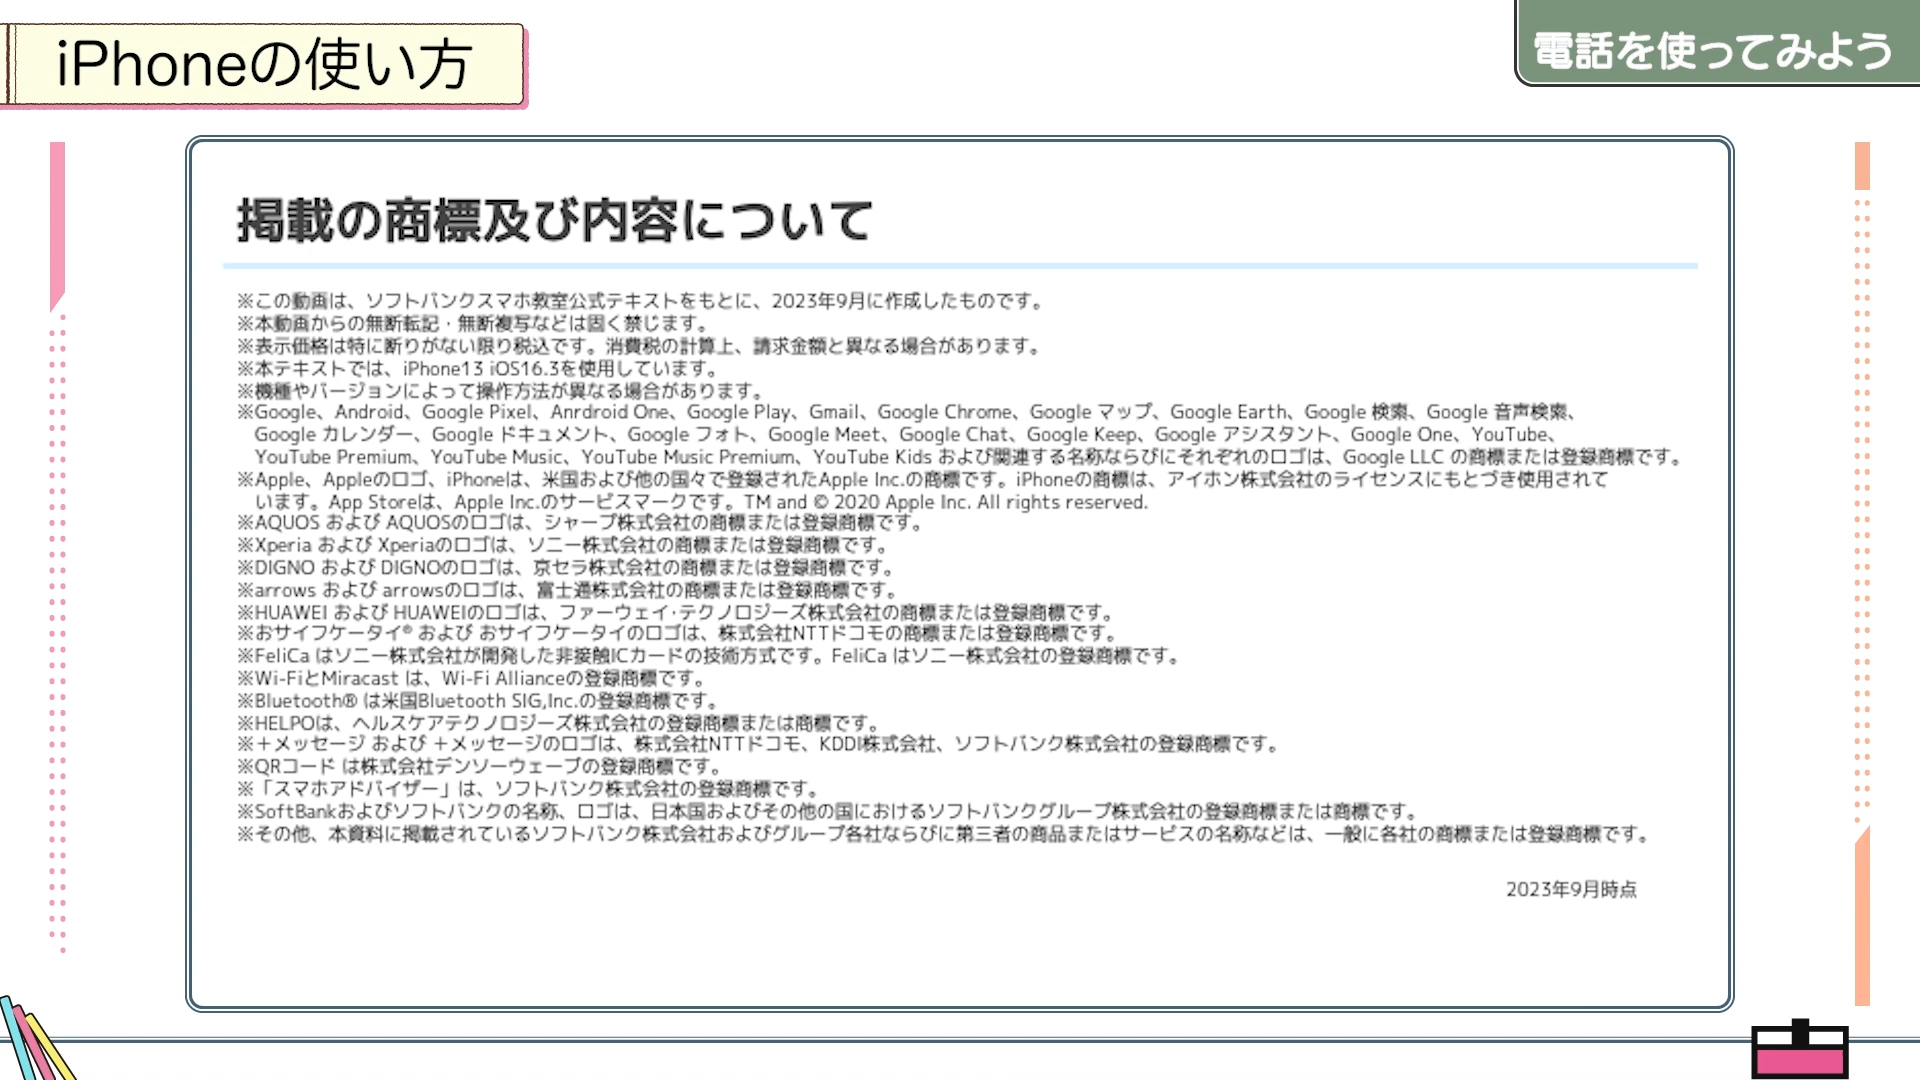 iPhoneの使い方
電話を使ってみよう
掲載の商標及び内容について
※この動画は、ソフトバンクスマホ教室公式テキストをもとに、2023年9月に作成したものです。
※本動画からの無断転記・無断複写などは固く禁じます。
※表示価格は特に断りがない限り税込です。消費税の計算上、請求金額と異なる場合があります。
※本テキストでは、iPhone13 iOS16.3を使用しています。
※機種やバージョンによって操作方法が異なる場合があります。
※Google、Android、Google Pixel、Anrdroid One、Google Play、Gmail、Google Chrome、Google マップ、Google Earth、Google 検索、Google 音声検索、
Google カレンダー、Google ドキュメント、Google フォト、Google Meet、Google Chat、Google Keep、Google アシスタント、Google One、YouTube、
YouTube Premium、YouTube Music、YouTube Music Premium、YouTube Kids および関連する名称ならびにそれぞれのロゴは、Google LLC の商標または登録商標です。
※Apple、Appleのロゴ、iPhoneは、米国および他の国々で登録されたApple Inc.の商標です。iPhoneの商標は、アイホン株式会社のライセンスにもとづき使用されて
います。App Storeは、Apple Inc.のサービスマークです。TM and © 2020 Apple Inc. All rights reserved.
※AQUOS および AQUOSのロゴは、シャープ株式会社の商標または登録商標です。
※Xperia および Xperiaのロゴは、ソニー株式会社の商標または登録商標です。
※DIGNO および DIGNOのロゴは、京セラ株式会社の商標または登録商標です。
※arrows および arrowsのロゴは、富士通株式会社の商標または登録商標です。
※HUAWEI および HUAWEIのロゴは、ファーウェイ･テクノロジーズ株式会社の商標または登録商標です。
※おサイフケータイ® および おサイフケータイのロゴは、株式会社NTTドコモの商標または登録商標です。
※FeliCa はソニー株式会社が開発した非接触ICカードの技術方式です。FeliCa はソニー株式会社の登録商標です。
※Wi-FiとMiracast は、Wi-Fi Allianceの登録商標です。
※Bluetooth® は米国Bluetooth SIG,Inc.の登録商標です。
※HELPOは、ヘルスケアテクノロジーズ株式会社の登録商標または商標です。
※＋メッセージ および ＋メッセージのロゴは、株式会社NTTドコモ、KDDI株式会社、ソフトバンク株式会社の登録商標です。
※QRコード は株式会社デンソーウェーブの登録商標です。
※「スマホアドバイザー」は、ソフトバンク株式会社の登録商標です。
※SoftBankおよびソフトバンクの名称、ロゴは、日本国およびその他の国におけるソフトバンクグループ株式会社の登録商標または商標です。
※その他、本資料に掲載されているソフトバンク株式会社およびグループ各社ならびに第三者の商品またはサービスの名称などは、一般に各社の商標または登録商標です。
2023年9月時点